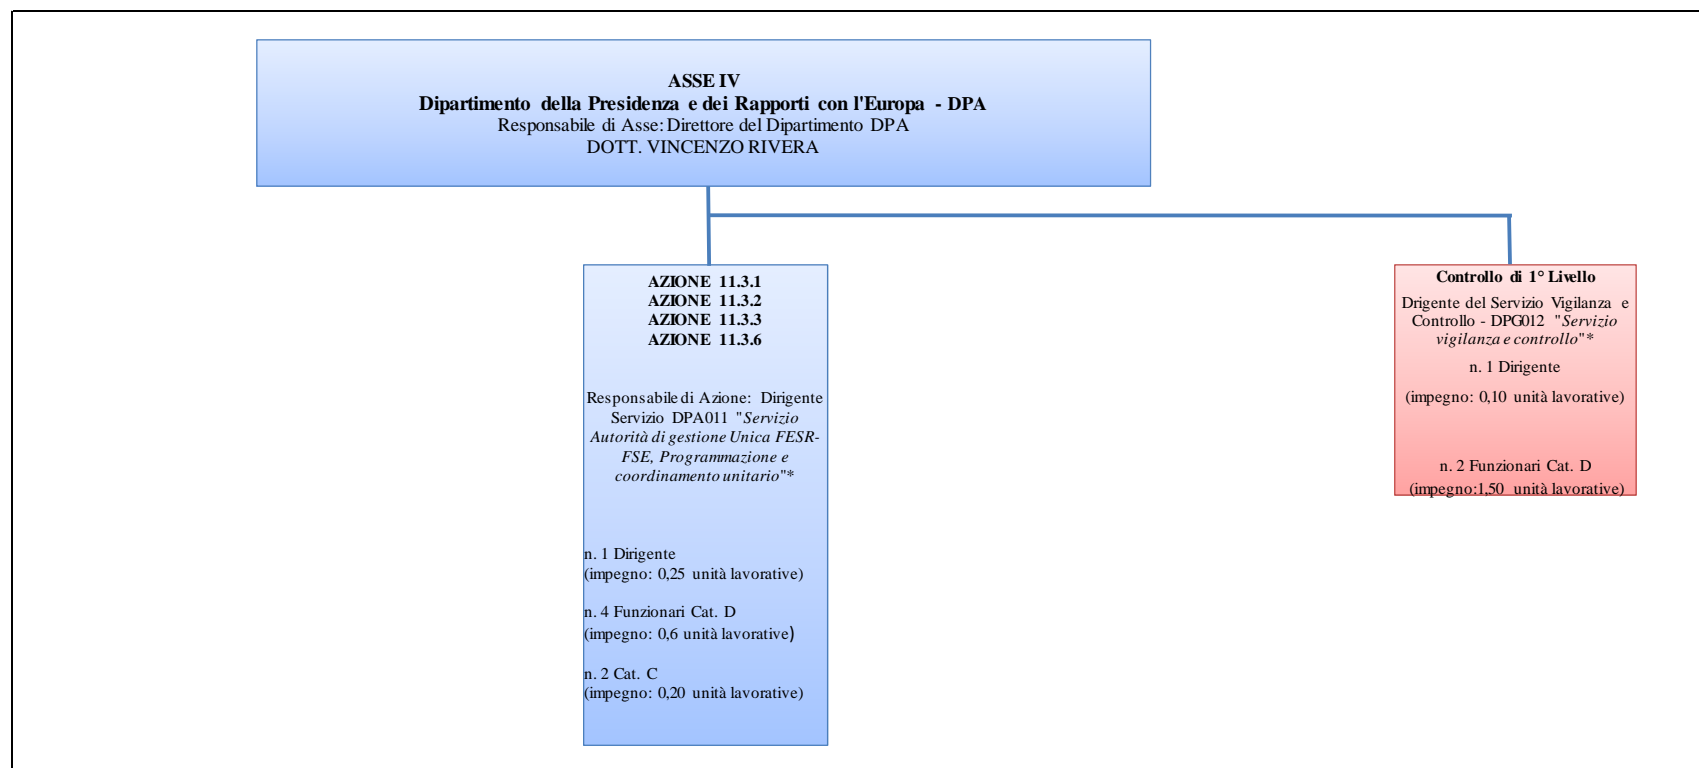 ASSE IV
Dipartimento della Presidenza e dei Rapporti con l'Europa - DPA
Responsabile di Asse: Direttore del Dipartimento DPA
DOTT. VINCENZO RIVERA
AZIONE 11.3.1
AZIONE 11.3.2
AZIONE 11.3.3
AZIONE 11.3.6
Responsabile di Azione: Dirigente
Servizio DPA011 "Servizio
Autorità di gestione Unica FESR-
FSE, Programmazione e
coordinamento unitario"*
n. 1 Dirigente
(impegno: 0,25 unità lavorative)
n. 4 Funzionari Cat. D
(impegno: 0,6 unità lavorative)
n. 2 Cat. C
(impegno: 0,20 unità lavorative)
Controllo di 1° Livello
Drigente del Servizio Vigilanza e
Controllo - DPG012 "Servizio
vigilanza e controllo"*
n. 1 Dirigente
(impegno: 0,10 unità lavorative)
n. 2 Funzionari Cat. D
(impegno:1,50 unità lavorative)